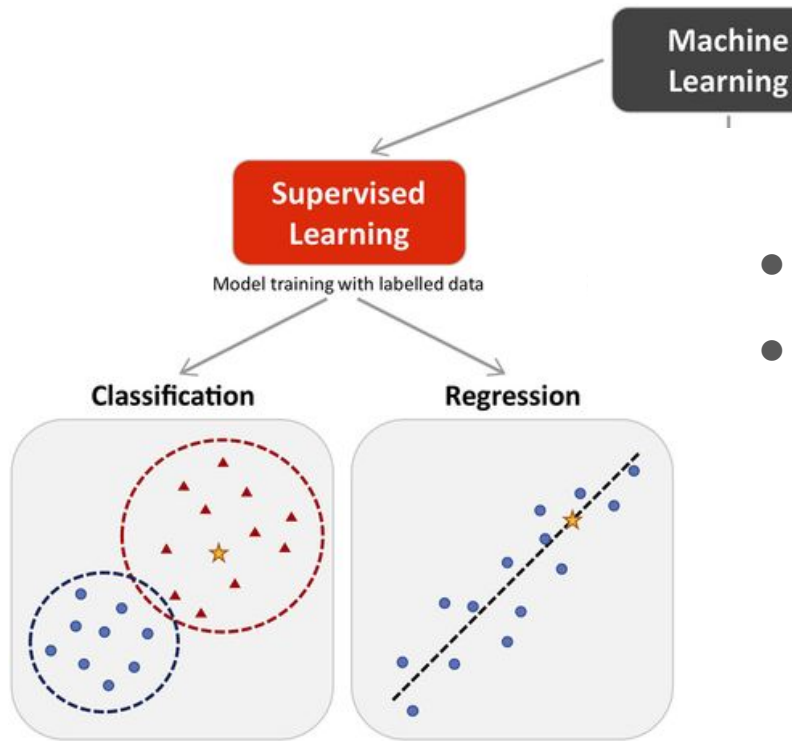 Machine
Learning
Supervised
Learning
Model training with labelled data
Classification
Regression